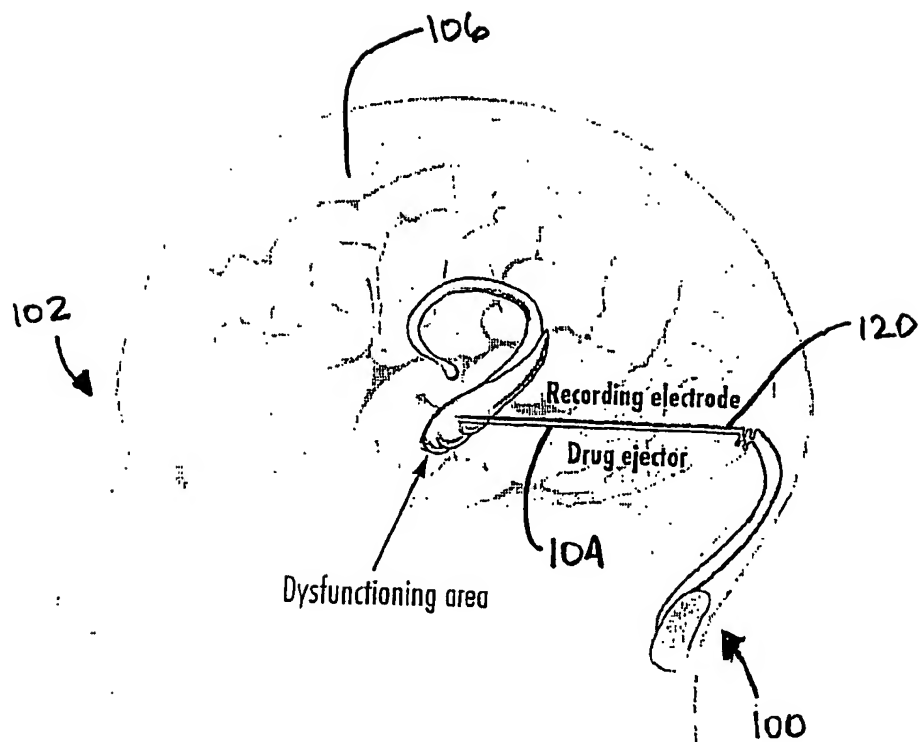 106
102
120
Recording electrode
Drug ejector
10A
Dysfunctioning area
100